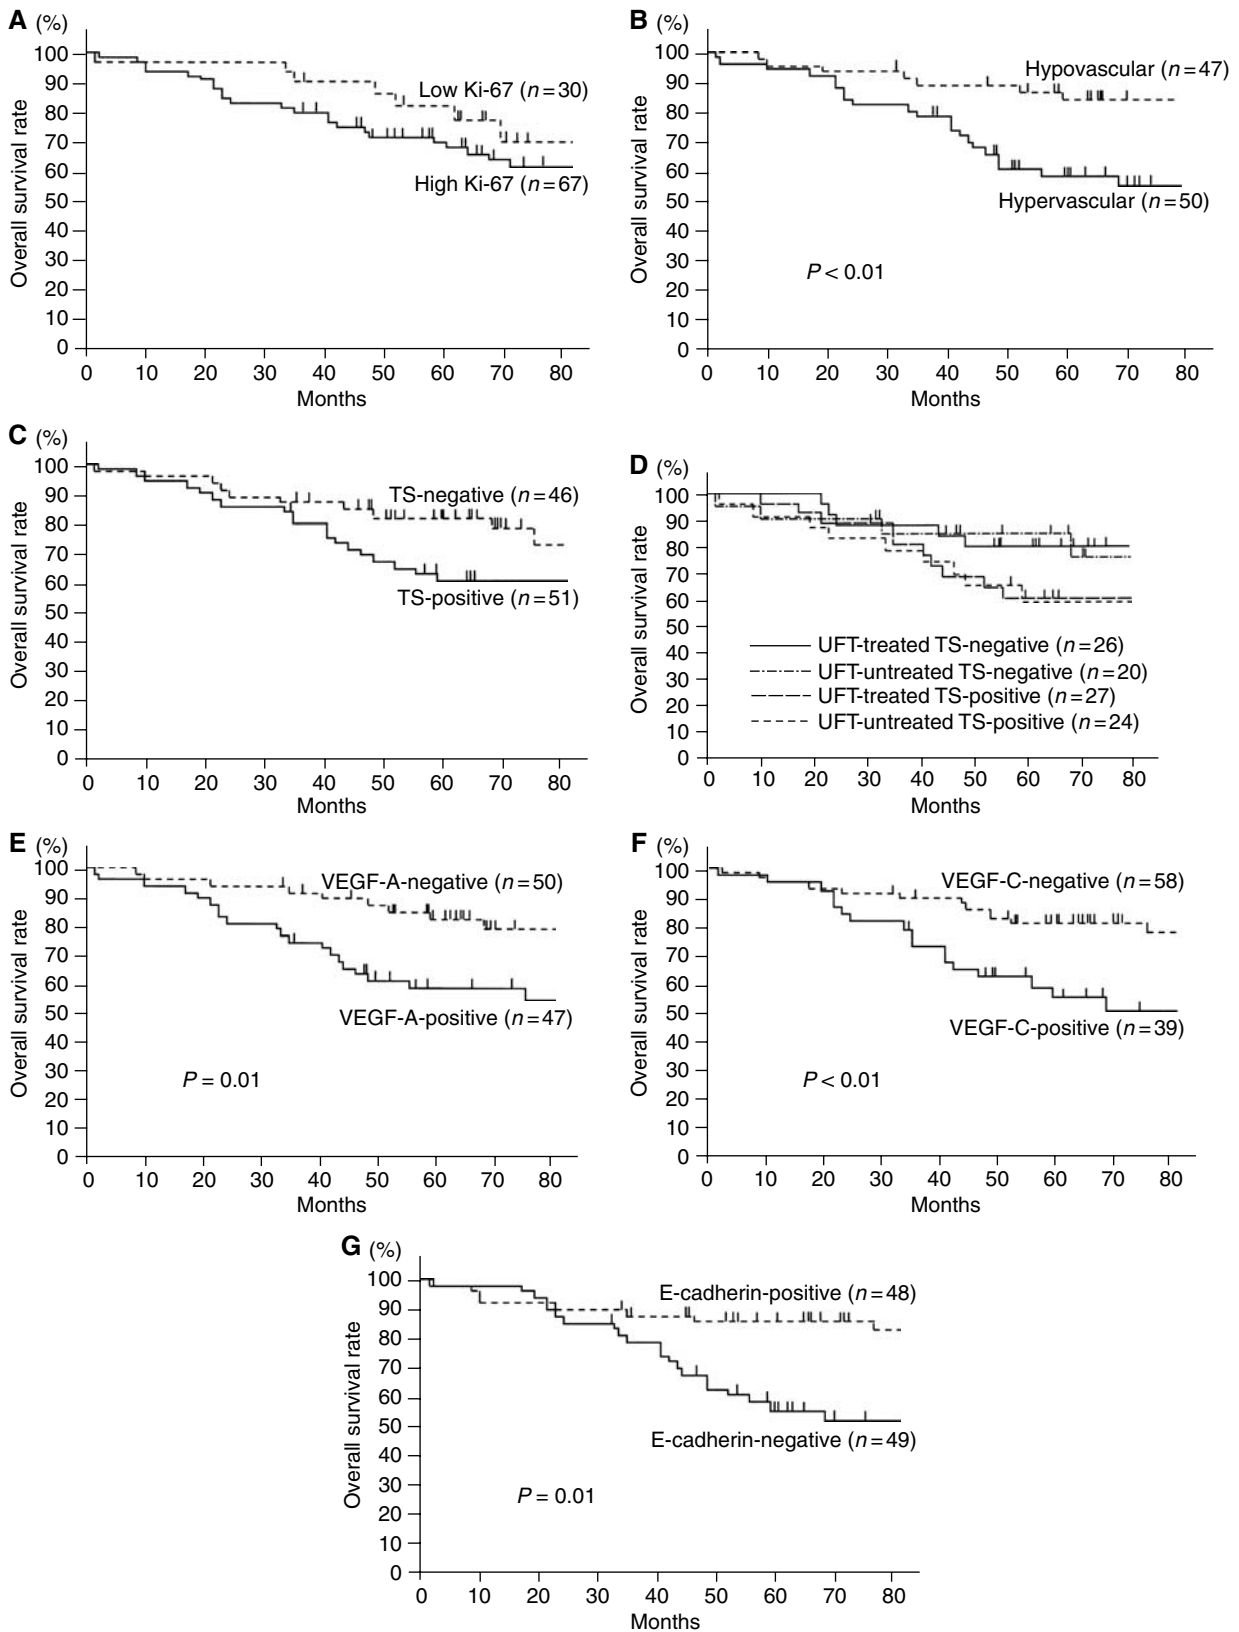 A (%)
100
90
80
70
60
50
40
30
20
10
0
Overall survival rate
Low Ki-67 (n=30)
High Ki-67 (n=67)
0 10 20 30 40 50 60 70 80
Months
B (%)
100
90
80
70
60
50
40
30
20
10
0
Overall survival rate
Hypovascular (n=47)
Hypervascular (n=50)
P < 0.01
0 10 20 30 40 50 60 70 80
Months
C (%)
100
90
80
70
60
50
40
30
20
10
0
Overall survival rate
TS-negative (n=46)
TS-positive (n=51)
0 10 20 30 40 50 60 70 80
Months
D (%)
100
90
80
70
60
50
40
30
20
10
0
Overall survival rate
UFT-treated TS-negative (n=26)
UFT-untreated TS-negative (n=20)
UFT-treated TS-positive (n=27)
UFT-untreated TS-positive (n=24)
0 10 20 30 40 50 60 70 80
Months
E (%)
100
90
80
70
60
50
40
30
20
10
0
Overall survival rate
VEGF-A-negative (n=50)
VEGF-A-positive (n=47)
P = 0.01
0 10 20 30 40 50 60 70 80
Months
F (%)
100
90
80
70
60
50
40
30
20
10
0
Overall survival rate
VEGF-C-negative (n=58)
VEGF-C-positive (n=39)
P < 0.01
0 10 20 30 40 50 60 70 80
Months
G (%)
100
90
80
70
60
50
40
30
20
10
0
Overall survival rate
E-cadherin-positive (n=48)
E-cadherin-negative (n=49)
P = 0.01
0 10 20 30 40 50 60 70 80
Months